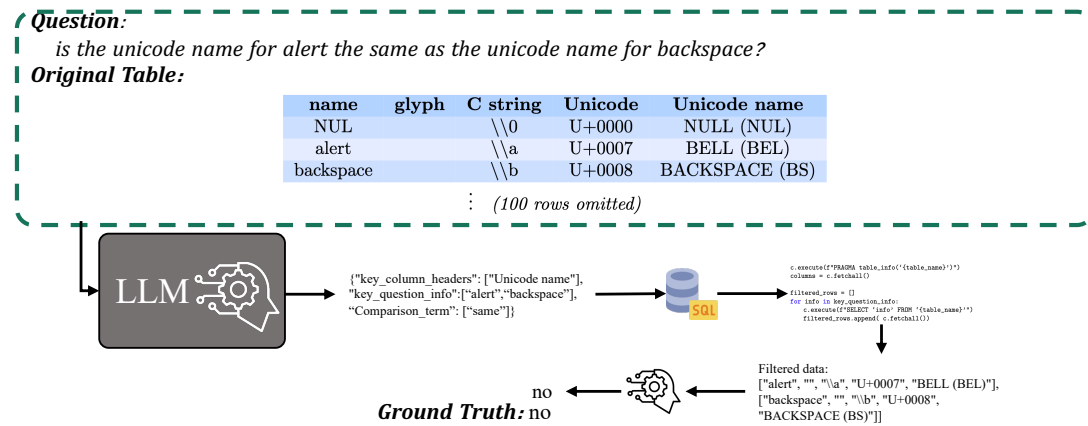 Question:
is the unicode name for alert the same as the unicode name for backspace?
Original Table:
name glyph C string Unicode Unicode name
NUL \\0 U+0000 NULL (NUL)
alert \\a U+0007 BELL (BEL)
backspace \\b U+0008 BACKSPACE (BS)
⋮ (100 rows omitted)
LLM
{"key_column_headers": ["Unicode name"],
"key_question_info":[“alert”,“backspace”],
“Comparison_term”: [“same”]}
SQL
c.execute(f"PRAGMA table_info('{table_name}')")
columns = c.fetchall()
filtered_rows = []
for info in key_question_info:
c.execute(f"SELECT 'info' FROM '{table_name}'")
filtered_rows.append( c.fetchall())
Filtered data:
["alert", "", "\\a", "U+0007", "BELL (BEL)"],
["backspace", "", "\\b", "U+0008",
"BACKSPACE (BS)"]]
no
Ground Truth: no